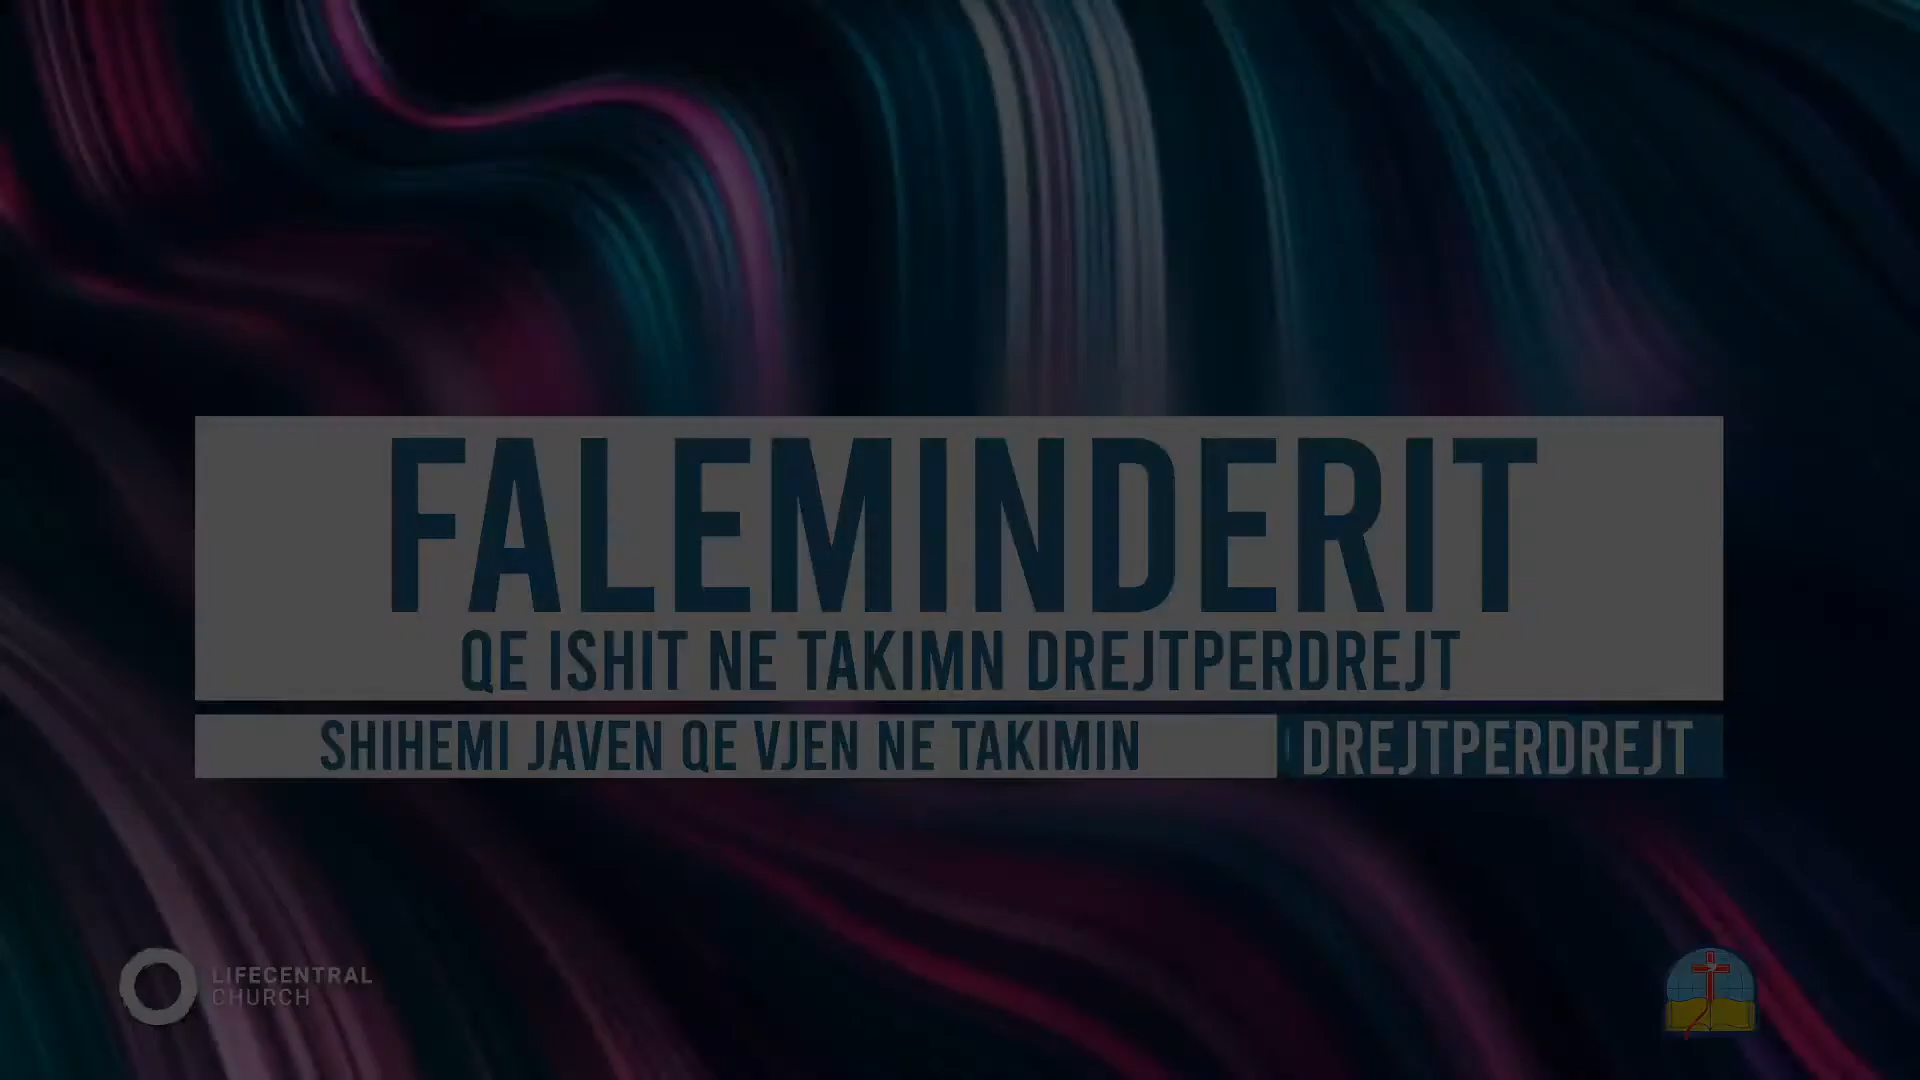 FALEMINDERIT
QE ISHIT NE TAKIMN DREJTPERDREJT
SHIHEMI JAVEN QE VJEN NE TAKIMIN DREJTPERDREJT
LIFECENTRAL
CHURCH